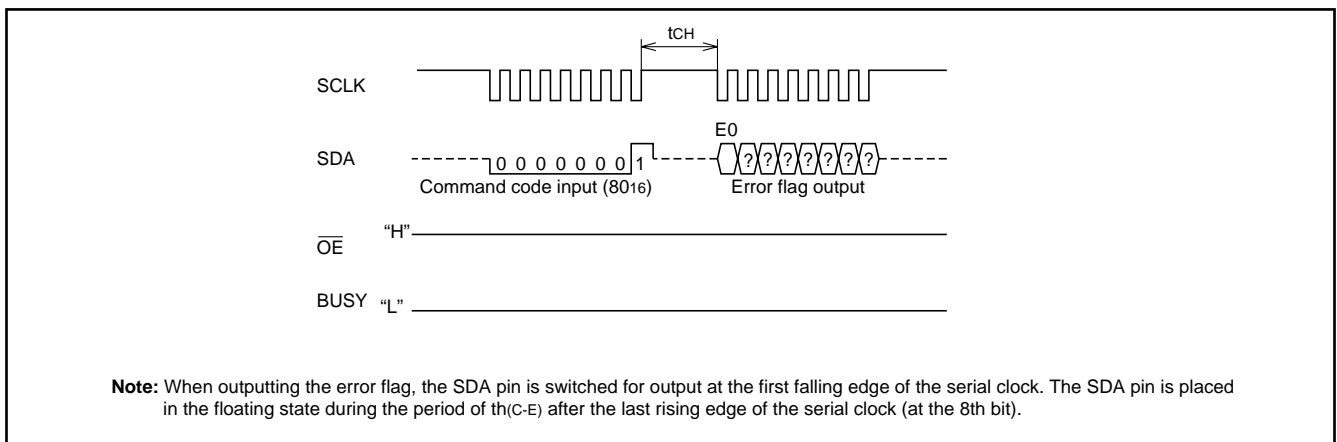 tCH
SCLK
E0
SDA
0 0 0 0 0 0 0 1
? ? ? ? ? ? ?
Command code input (8016)
Error flag output
OE
“H”
BUSY
“L”
Note: When outputting the error flag, the SDA pin is switched for output at the first falling edge of the serial clock. The SDA pin is placed
in the floating state during the period of th(C-E) after the last rising edge of the serial clock (at the 8th bit).